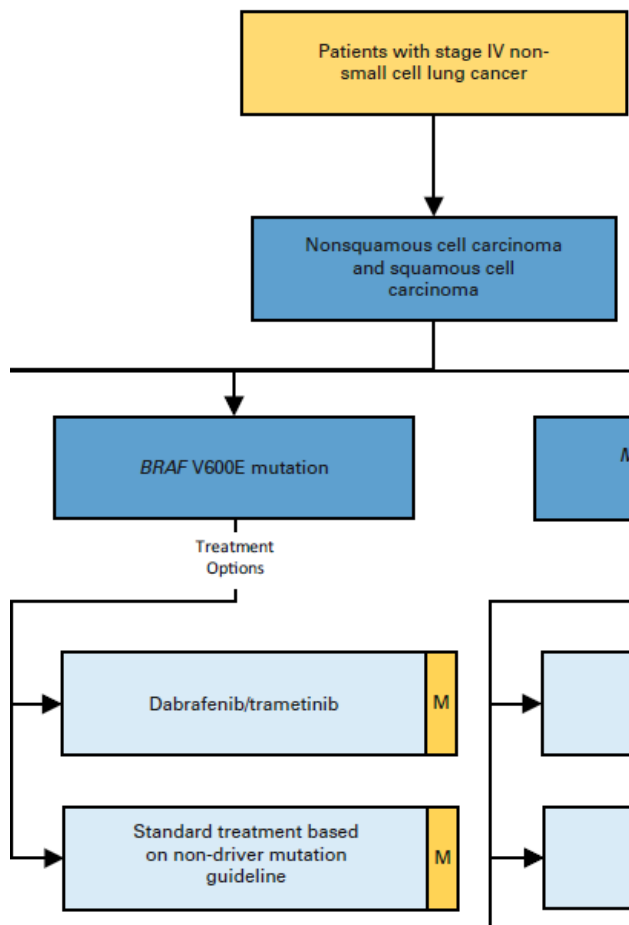 Patients with stage IV non-
small cell lung cancer
Nonsquamous cell carcinoma
and squamous cell
carcinoma
BRAF V600E mutation
M
Treatment
Options
Dabrafenib/trametinib
M
Standard treatment based
on non-driver mutation
guideline
M